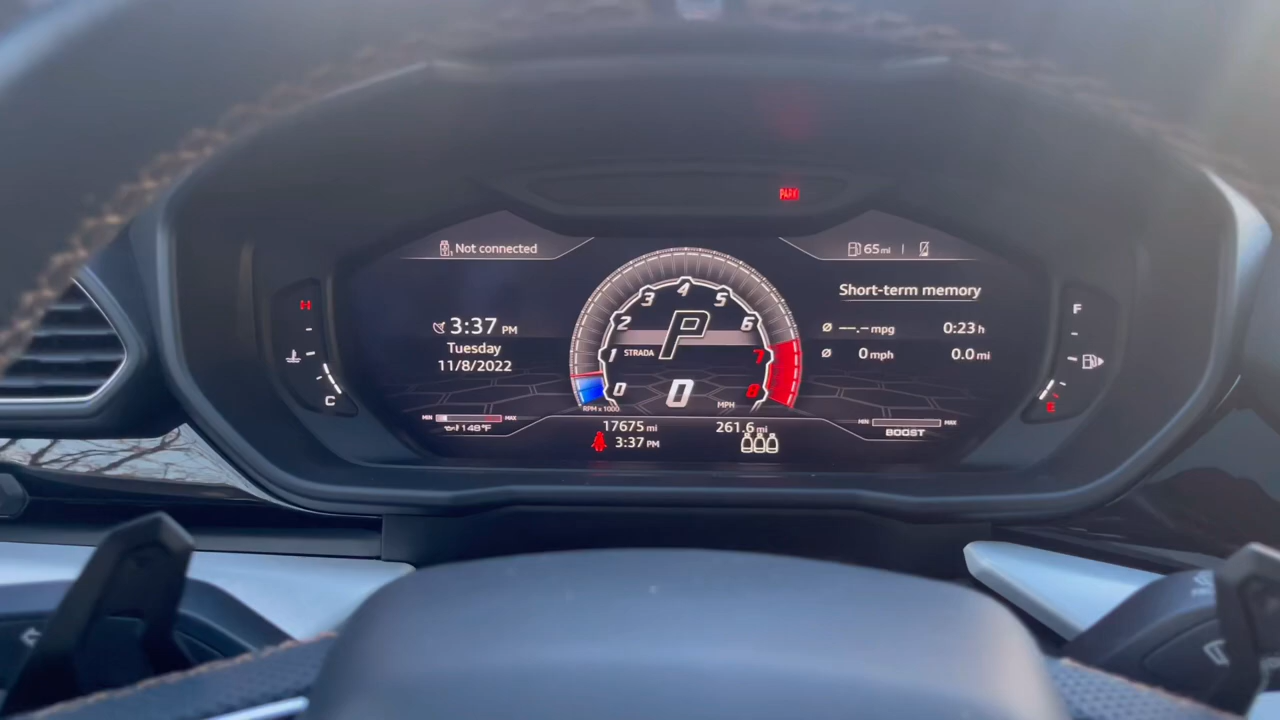 PARK
Not connected
65 mi
Short-term memory
3:37 PM
Tuesday
11/8/2022
Ø --.- mpg 0:23 h
Ø 0 mph 0.0 mi
H
C
F
E
0 1 2 3 4 5 6 7 8
STRADA
P
0
RPM x 1000
MPH
MIN MAX
148°F
MIN MAX
BOOST
17675 mi
261.6 mi
3:37 PM